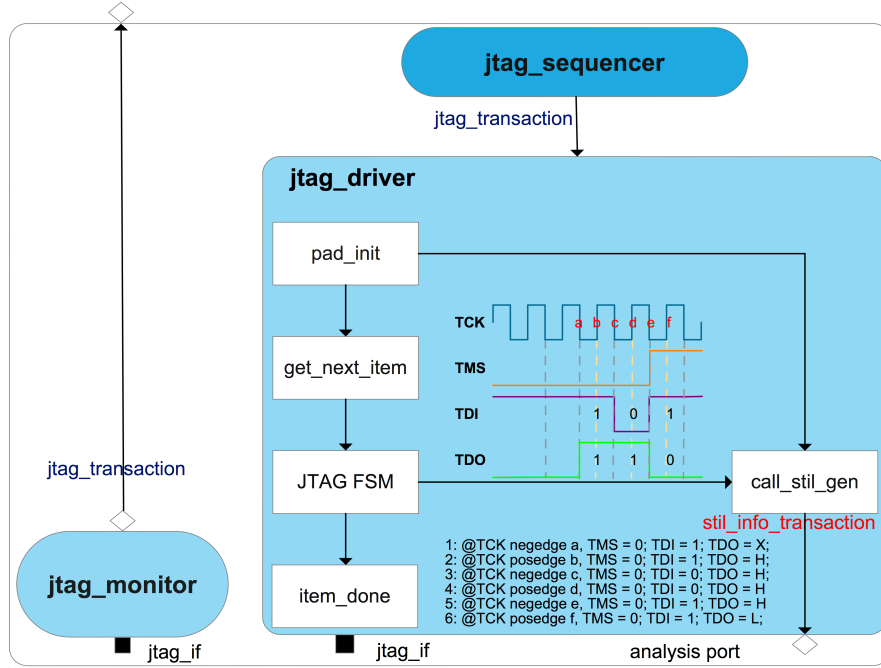 jtag_sequencer
jtag_transaction
jtag_driver
pad_init
get_next_item
JTAG FSM
item_done
TCK
a b c d e f
TMS
TDI
1 0 1
TDO
1 1 0
call_stil_gen
stil_info_transaction
1: @TCK negedge a, TMS = 0; TDI = 1; TDO = X;
2: @TCK posedge b, TMS = 0; TDI = 1; TDO = H;
3: @TCK negedge c, TMS = 0; TDI = 0; TDO = H;
4: @TCK posedge d, TMS = 0; TDI = 0; TDO = H
5: @TCK negedge e, TMS = 0; TDI = 1; TDO = H
6: @TCK posedge f, TMS = 0; TDI = 1; TDO = L;
jtag_transaction
jtag_monitor
jtag_if
jtag_if
analysis port